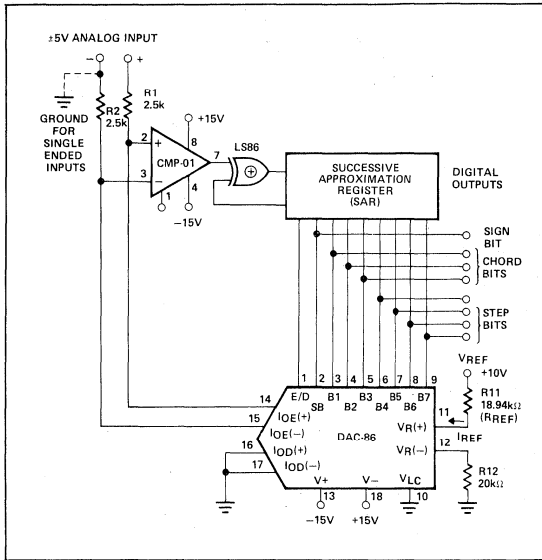 ±5V ANALOG INPUT
− +
R1
2.5k
R2
2.5k
GROUND
FOR
SINGLE
ENDED
INPUTS
+15V
8
2 +
CMP-01
7
3 −
1
4
−15V
LS86
+
SUCCESSIVE
APPROXIMATION
REGISTER
(SAR)
DIGITAL
OUTPUTS
SIGN
BIT
CHORD
BITS
STEP
BITS
1 2 3 4 5 6 7 8 9
E/D SB B1 B2 B3 B4 B5 B6 B7
VREF
+10V
R11
18.94kΩ
(RREF)
11
IREF
12
R12
20kΩ
14
15
16
17
IOE(+)
IOE(−)
IOD(+)
IOD(−)
DAC-86
VR(+)
VR(−)
V+ V− VLC
13 18 10
−15V +15V